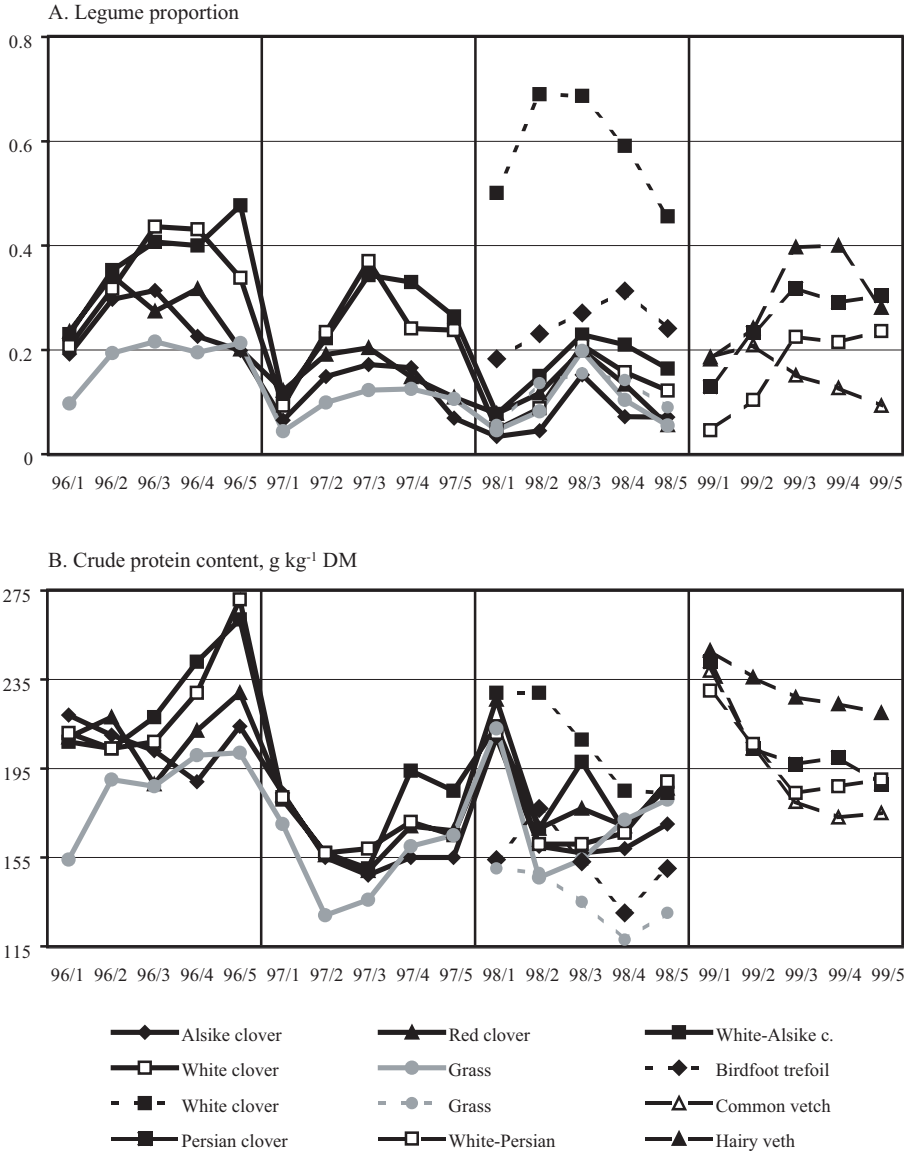 A. Legume proportion
0.8
0.6
0.4
0.2
0
96/1 96/2 96/3 96/4 96/5 97/1 97/2 97/3 97/4 97/5 98/1 98/2 98/3 98/4 98/5 99/1 99/2 99/3 99/4 99/5
B. Crude protein content, g kg-1 DM
275
235
195
155
115
96/1 96/2 96/3 96/4 96/5 97/1 97/2 97/3 97/4 97/5 98/1 98/2 98/3 98/4 98/5 99/1 99/2 99/3 99/4 99/5
Alsike clover Red clover White-Alsike c.
White clover Grass Birdfoot trefoil
White clover Grass Common vetch
Persian clover White-Persian Hairy veth